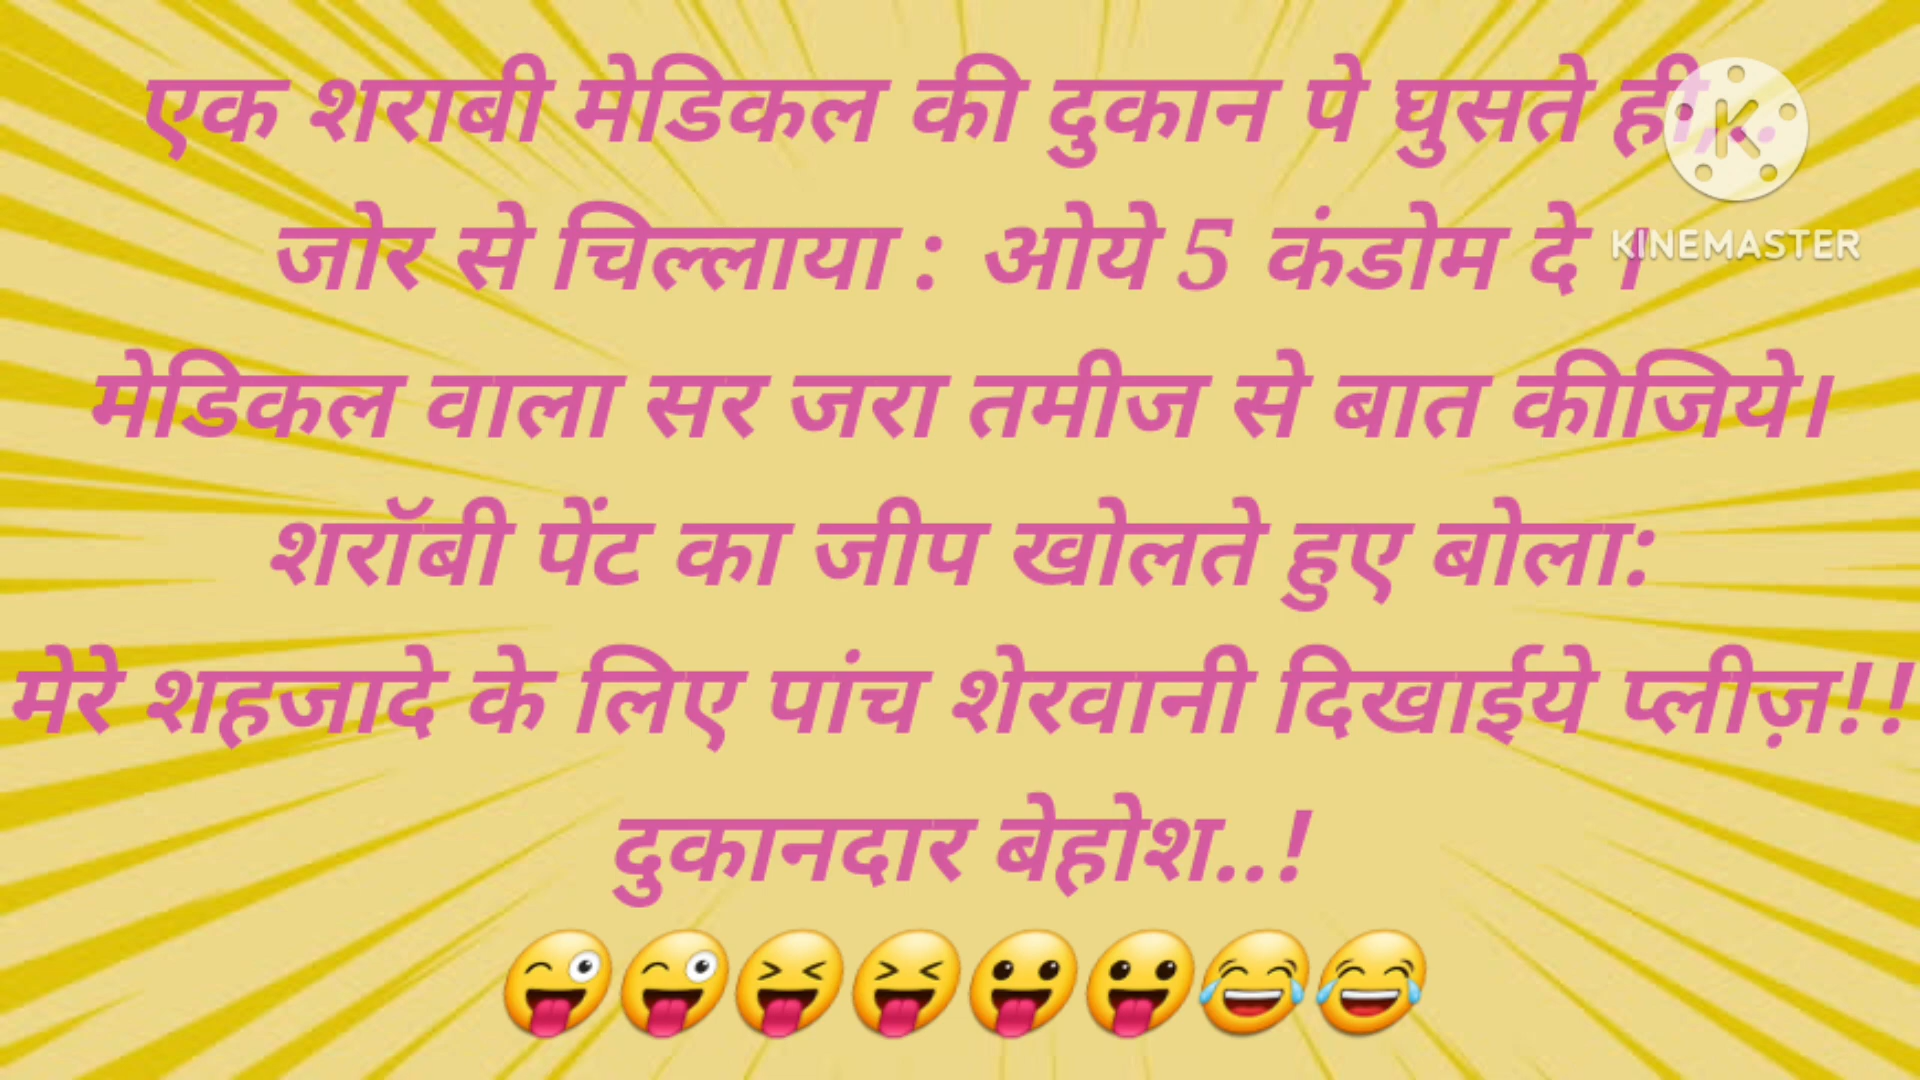 एक शराबी मेडिकल की दुकान पे घुसते ही,..
जोर से चिल्लाया : ओये 5 कंडोम दे ।
KINEMASTER
मेडिकल वाला सर जरा तमीज से बात कीजिये।
शरॉबी पेंट का जीप खोलते हुए बोला:
मेरे शहजादे के लिए पांच शेरवानी दिखाईये प्लीज़!!
दुकानदार बेहोश..!